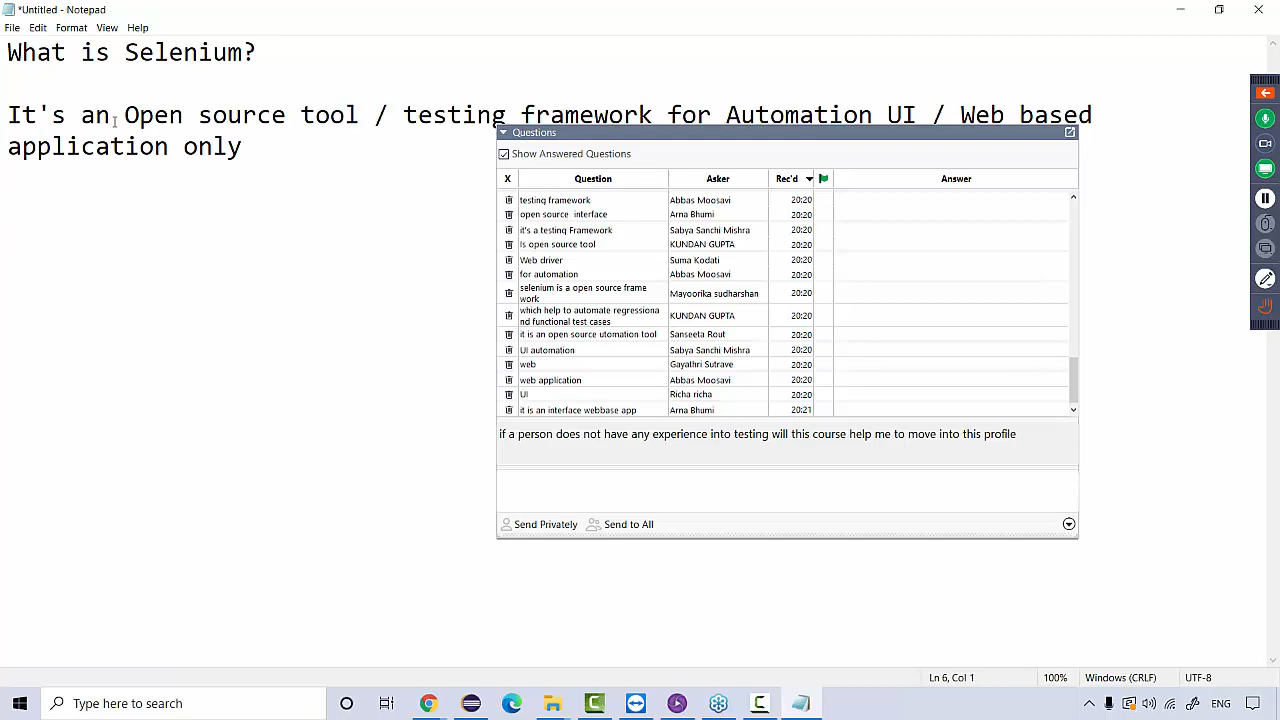 *Untitled - Notepad
File Edit Format View Help
What is Selenium?
It's an Open source tool / testing framework for Automation UI / Web based
application only
Questions
Show Answered Questions
X Question Asker Rec'd Answer
testing framework Abbas Moosavi 20:20
open source interface Arna Bhumi 20:20
it's a testing Framework Sabya Sanchi Mishra 20:20
Is open source tool KUNDAN GUPTA 20:20
Web driver Suma Kodati 20:20
for automation Abbas Moosavi 20:20
selenium is a open source frame
work Mayoorika sudharshan 20:20
which help to automate regressiona
nd functional test cases KUNDAN GUPTA 20:20
it is an open source utomation tool Sanseeta Rout 20:20
UI automation Sabya Sanchi Mishra 20:20
web Gayathri Sutrave 20:20
web application Abbas Moosavi 20:20
UI Richa richa 20:20
it is an interface webbase app Arna Bhumi 20:21
if a person does not have any experience into testing will this course help me to move into this profile
Send Privately Send to All
Ln 6, Col 1 100% Windows (CRLF) UTF-8
Type here to search ENG